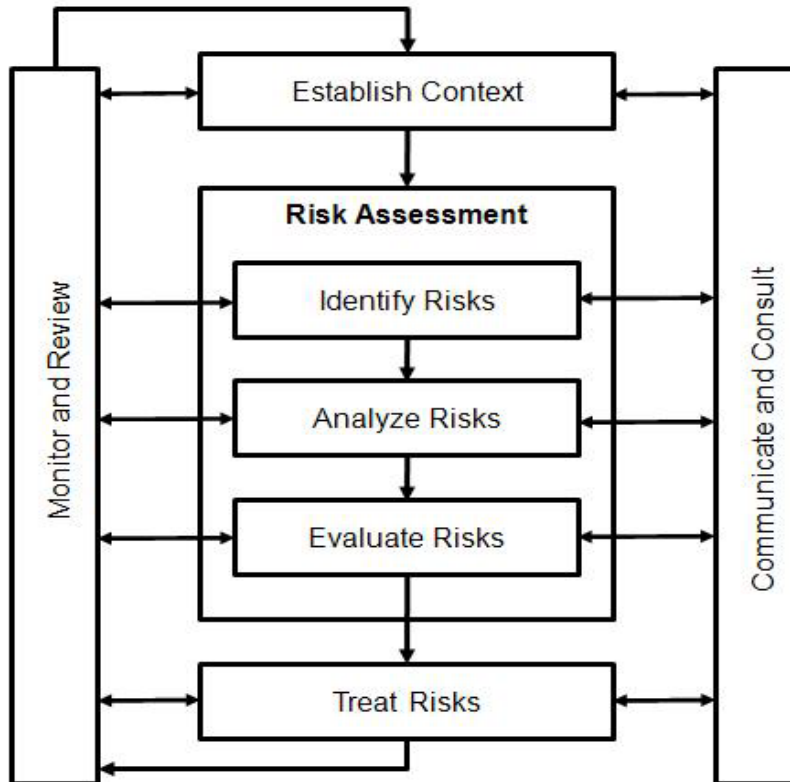 Establish Context
Risk Assessment
Identify Risks
Analyze Risks
Evaluate Risks
Treat Risks
Monitor and Review
Communicate and Consult